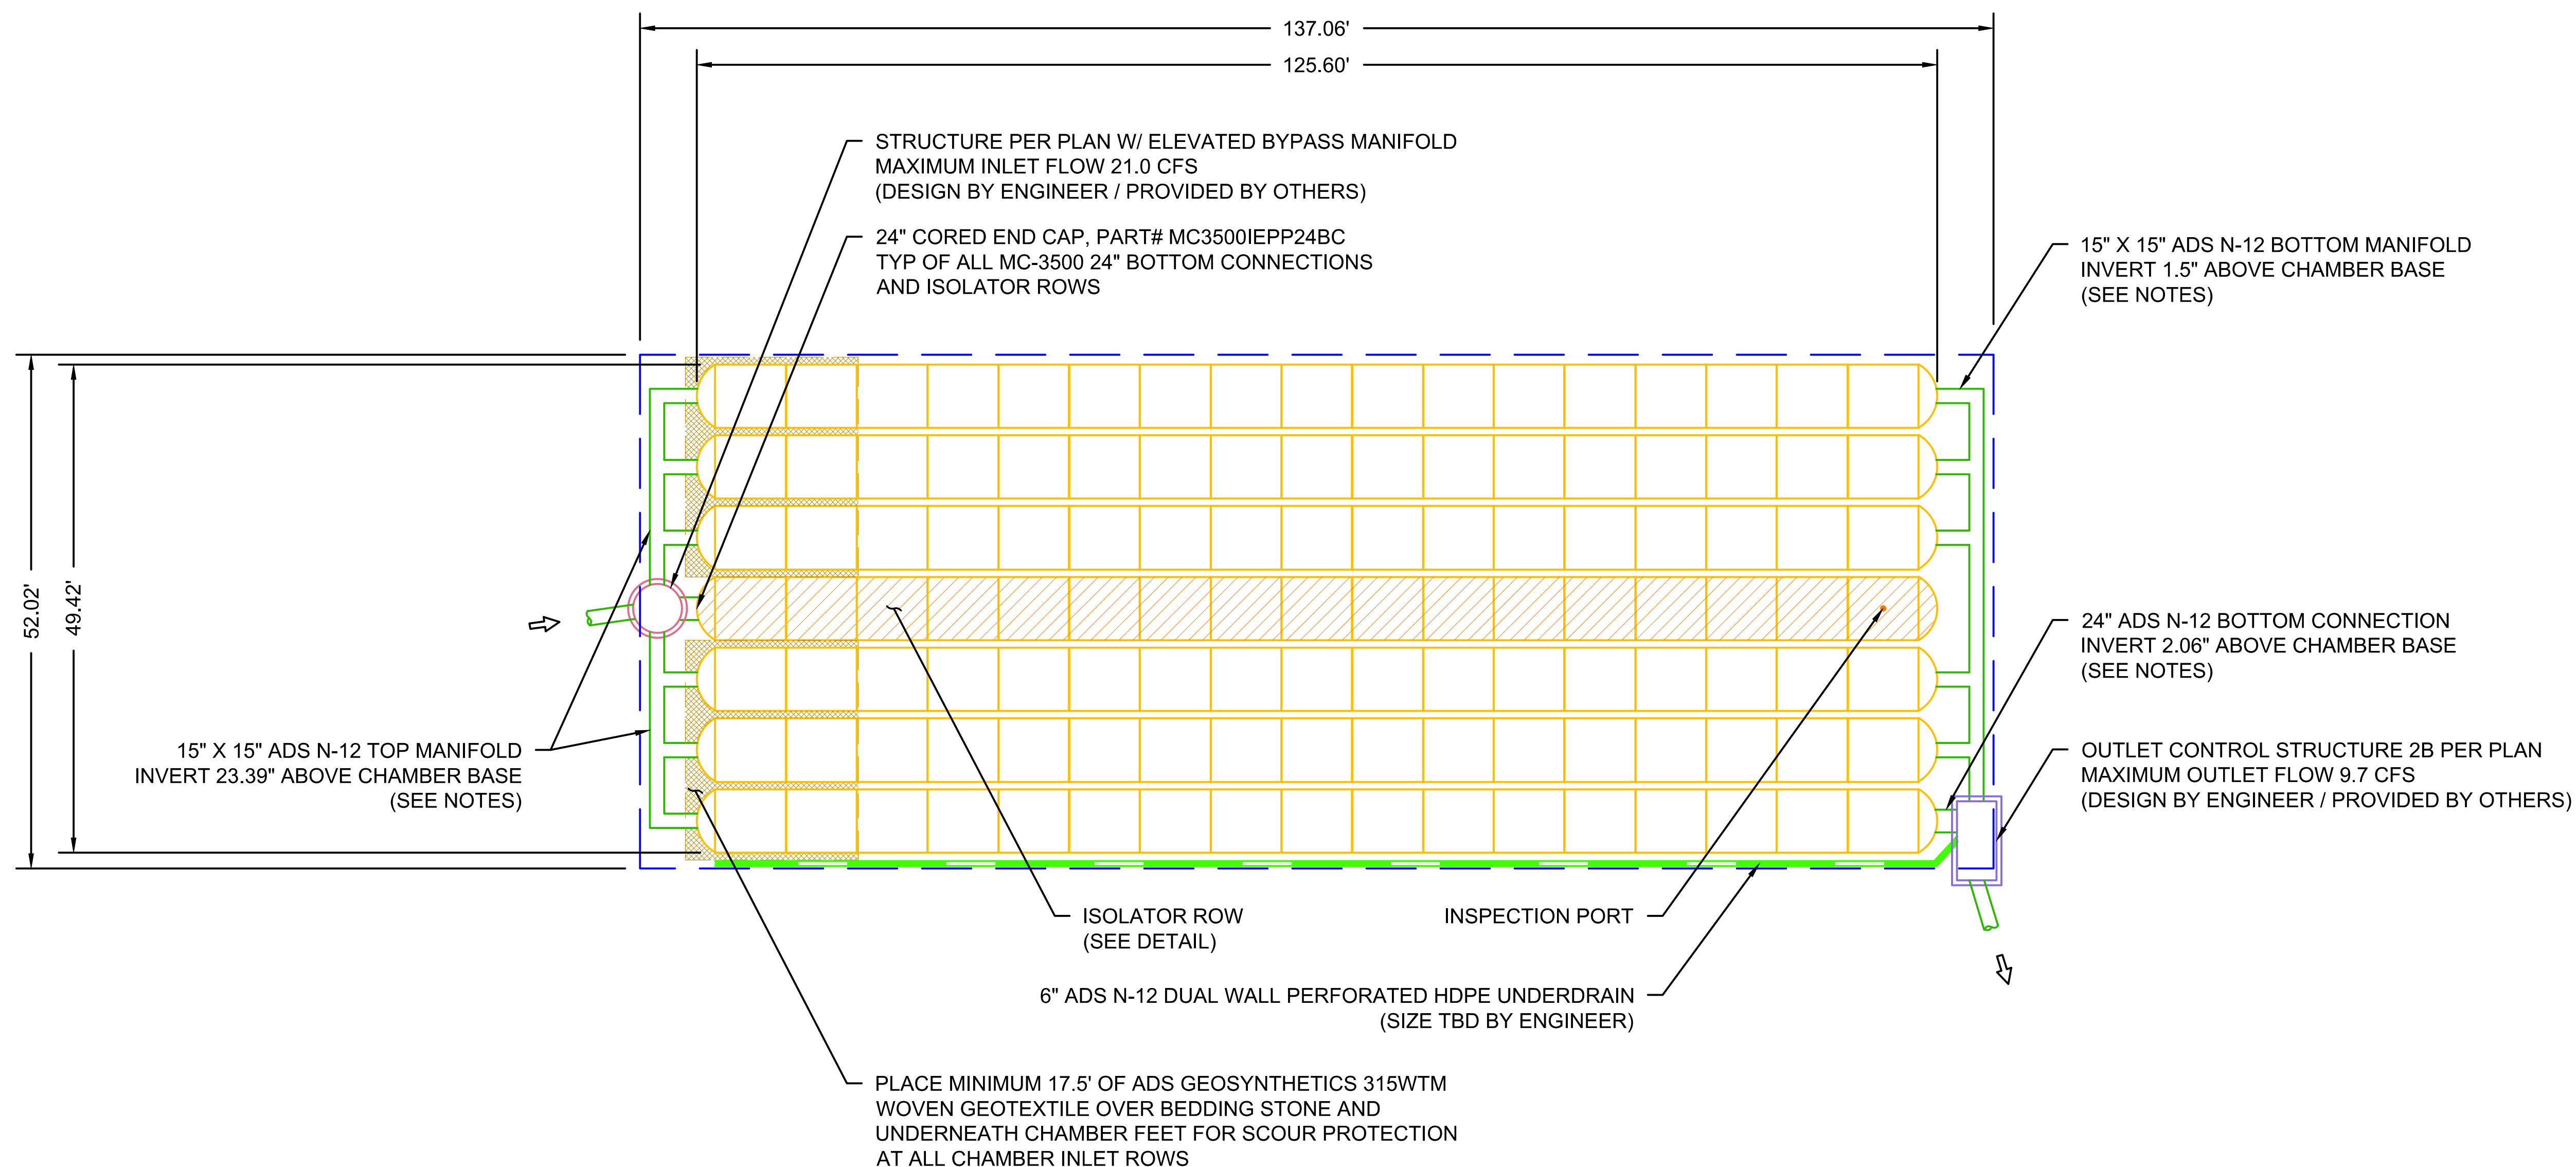 137.06'
125.60'
STRUCTURE PER PLAN W/ ELEVATED BYPASS MANIFOLD
MAXIMUM INLET FLOW 21.0 CFS
(DESIGN BY ENGINEER / PROVIDED BY OTHERS)
24" CORED END CAP, PART# MC3500IEPP24BC
TYP OF ALL MC-3500 24" BOTTOM CONNECTIONS
AND ISOLATOR ROWS
15" X 15" ADS N-12 BOTTOM MANIFOLD
INVERT 1.5" ABOVE CHAMBER BASE
(SEE NOTES)
52.02'
49.42'
24" ADS N-12 BOTTOM CONNECTION
INVERT 2.06" ABOVE CHAMBER BASE
(SEE NOTES)
15" X 15" ADS N-12 TOP MANIFOLD
INVERT 23.39" ABOVE CHAMBER BASE
(SEE NOTES)
OUTLET CONTROL STRUCTURE 2B PER PLAN
MAXIMUM OUTLET FLOW 9.7 CFS
(DESIGN BY ENGINEER / PROVIDED BY OTHERS)
ISOLATOR ROW
(SEE DETAIL)
INSPECTION PORT
6" ADS N-12 DUAL WALL PERFORATED HDPE UNDERDRAIN
(SIZE TBD BY ENGINEER)
PLACE MINIMUM 17.5' OF ADS GEOSYNTHETICS 315WTM
WOVEN GEOTEXTILE OVER BEDDING STONE AND
UNDERNEATH CHAMBER FEET FOR SCOUR PROTECTION
AT ALL CHAMBER INLET ROWS